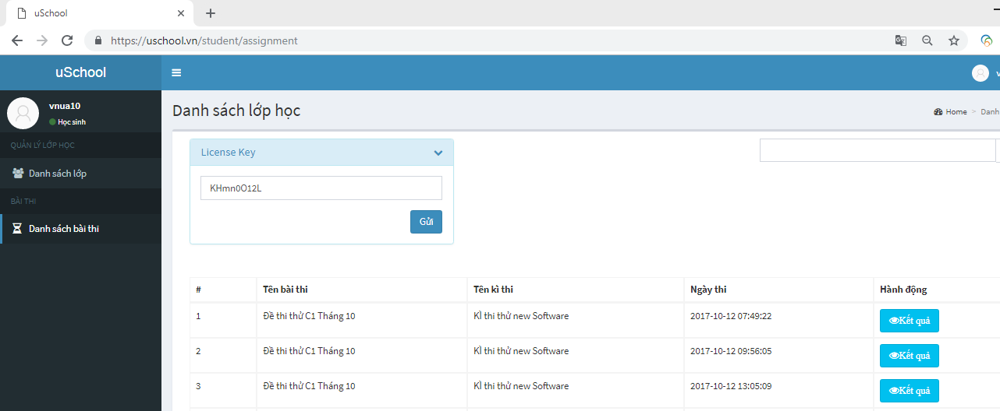 uSchool
https://uschool.vn/student/assignment
uSchool
vnua10
Học sinh
QUẢN LÝ LỚP HỌC
Danh sách lớp
BÀI THI
Danh sách bài thi
Danh sách lớp học
Home > Danh
License Key
KHmn0O12L
Gửi
# Tên bài thi Tên kì thi Ngày thi Hành động
1 Đề thi thử C1 Tháng 10 KÌ thi thử new Software 2017-10-12 07:49:22 Kết quả
2 Đề thi thử C1 Tháng 10 KÌ thi thử new Software 2017-10-12 09:56:05 Kết quả
3 Đề thi thử C1 Tháng 10 KÌ thi thử new Software 2017-10-12 13:05:09 Kết quả